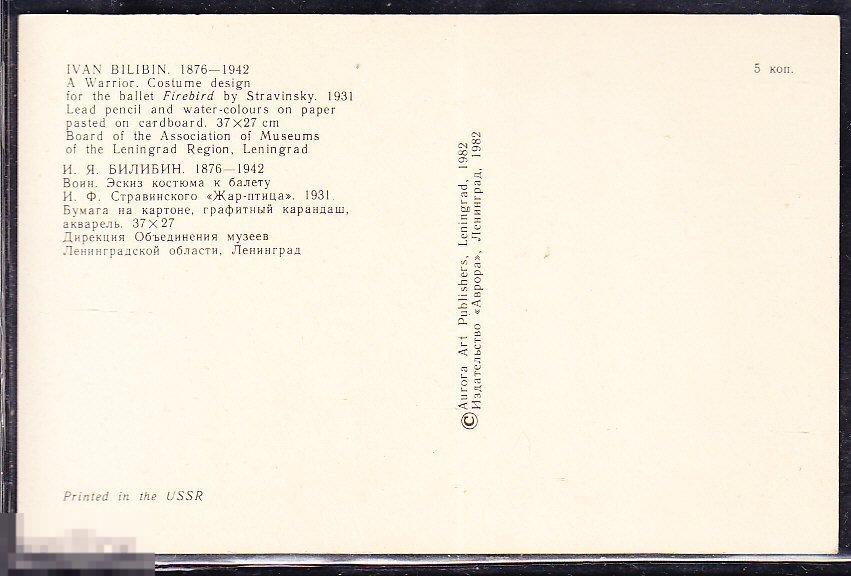 IVAN BILIBIN. 1876—1942
A Warrior. Costume design
for the ballet Firebird by Stravinsky. 1931
Lead pencil and water-colours on paper
pasted on cardboard. 37×27 cm
Board of the Association of Museums
of the Leningrad Region, Leningrad
И. Я. БИЛИБИН. 1876—1942
Воин. Эскиз костюма к балету
И. Ф. Стравинского «Жар-птица». 1931
Бумага на картоне, графитный карандаш,
акварель. 37×27
Дирекция Объединения музеев
Ленинградской области, Ленинград
Printed in the USSR
© Aurora Art Publishers, Leningrad, 1982
Издательство «Аврора», Ленинград, 1982
5 коп.